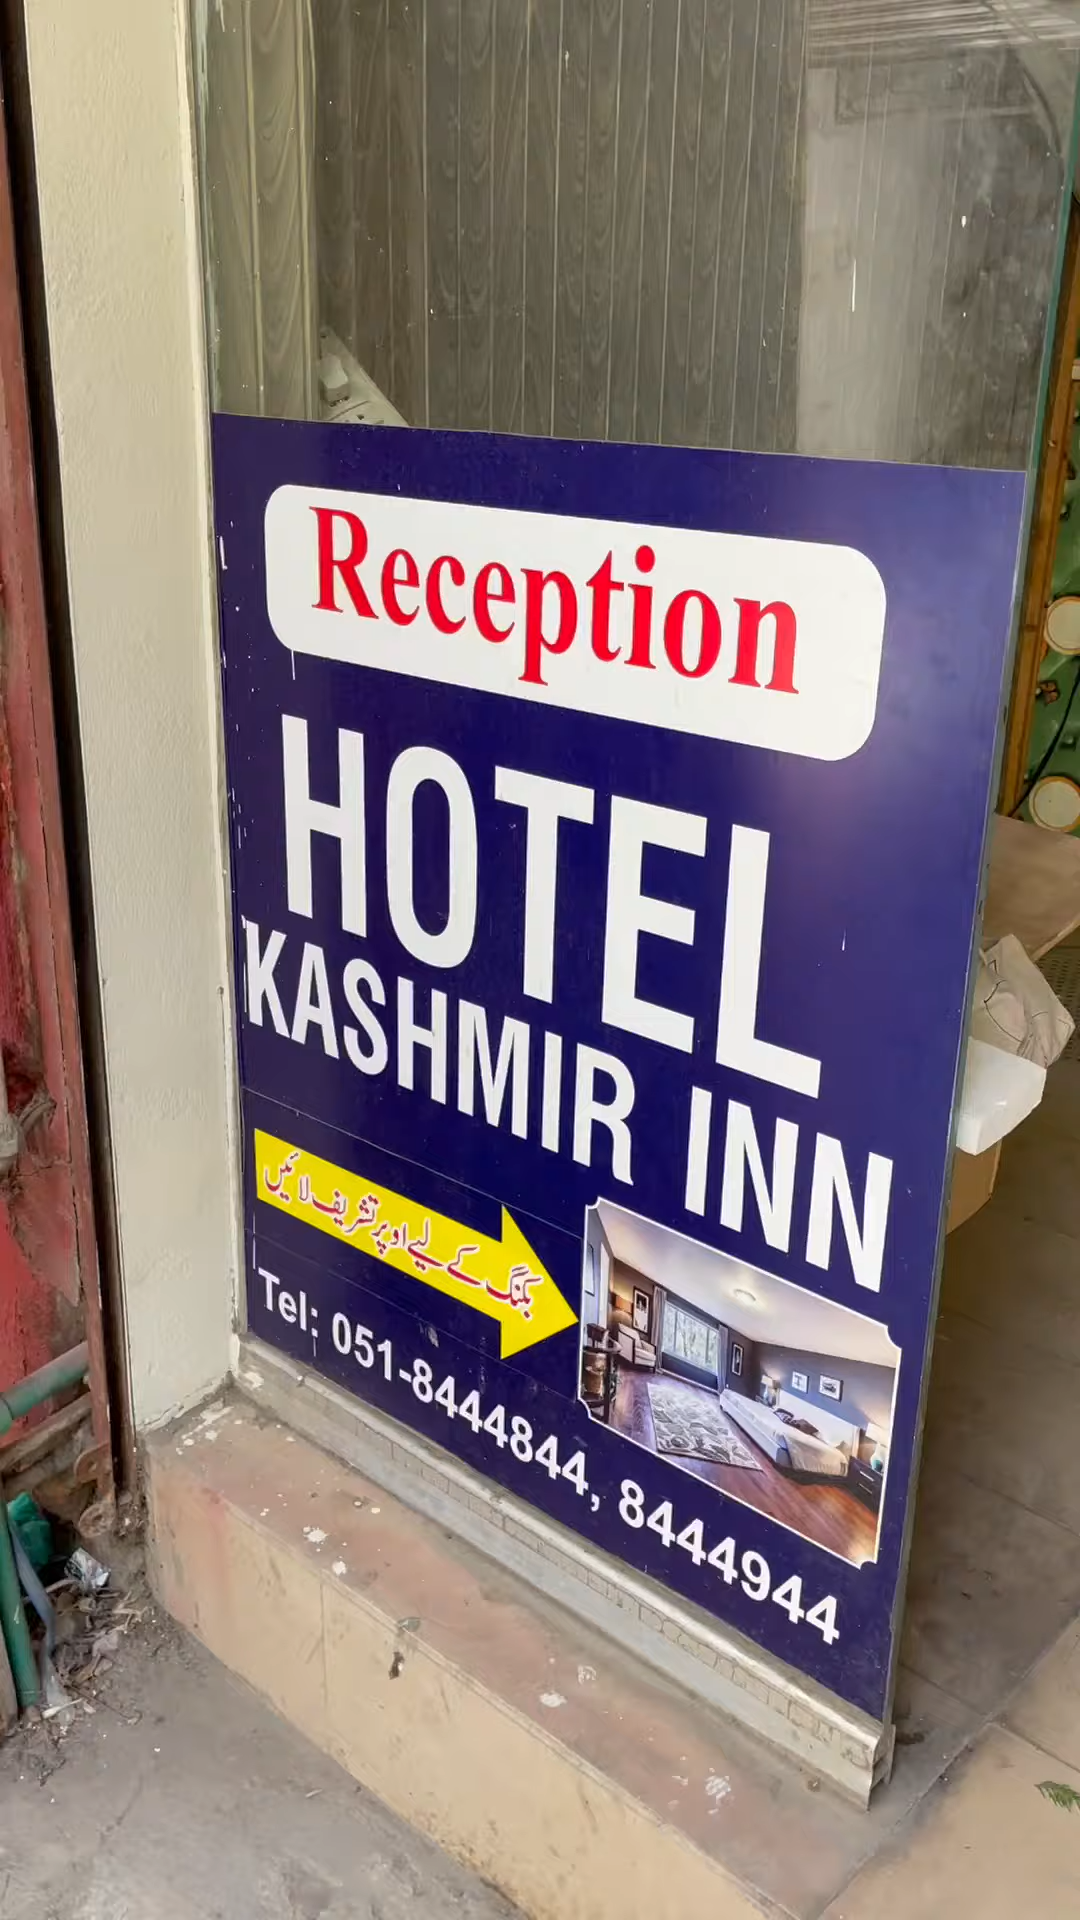 Reception
HOTEL
KASHMIR INN
بکنگ کے لیے اوپر تشریف لائیں
Tel: 051-8444844, 8444944